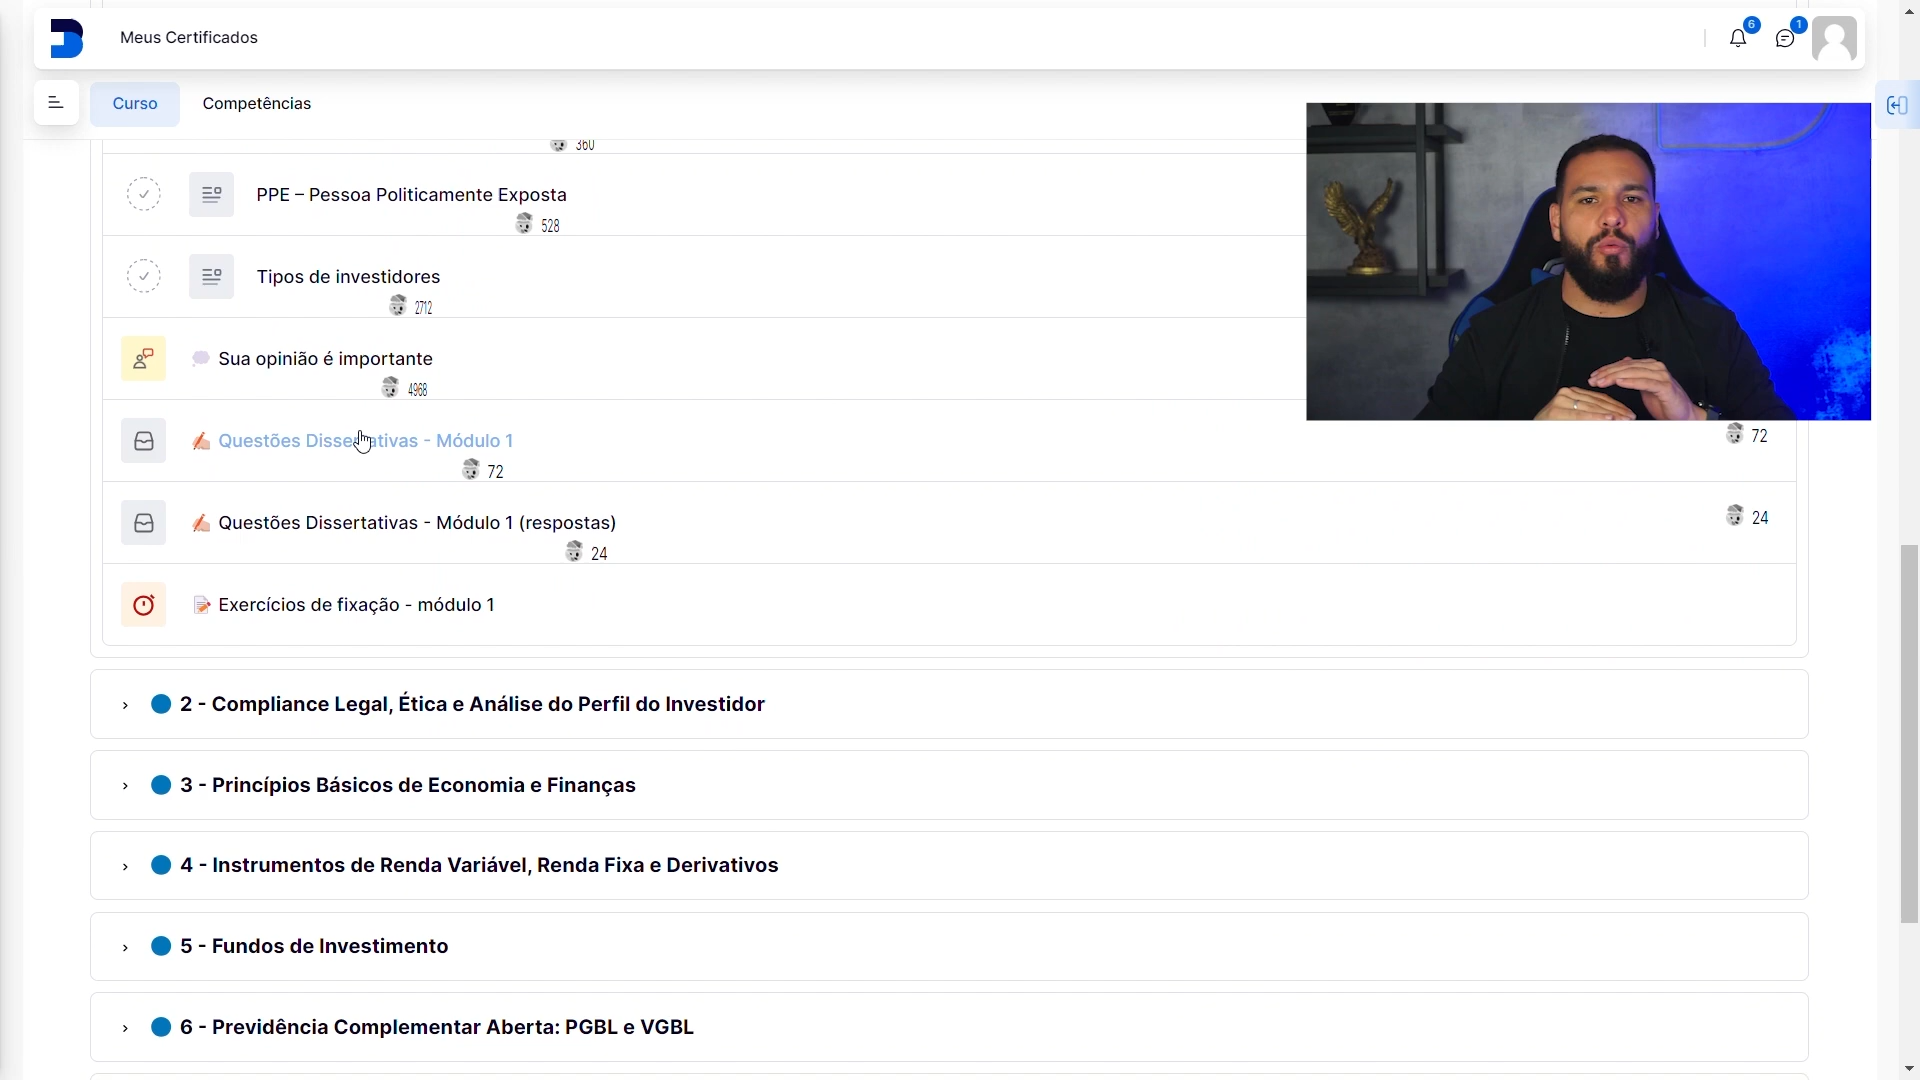 Meus Certificados
6
1
Curso
Competências
360
PPE – Pessoa Politicamente Exposta
528
Tipos de investidores
2712
💭 Sua opinião é importante
4968
✍🏻 Questões Dissertativas - Módulo 1
72
72
✍🏻 Questões Dissertativas - Módulo 1 (respostas)
24
24
📝 Exercícios de fixação - módulo 1
2 - Compliance Legal, Ética e Análise do Perfil do Investidor
3 - Princípios Básicos de Economia e Finanças
4 - Instrumentos de Renda Variável, Renda Fixa e Derivativos
5 - Fundos de Investimento
6 - Previdência Complementar Aberta: PGBL e VGBL